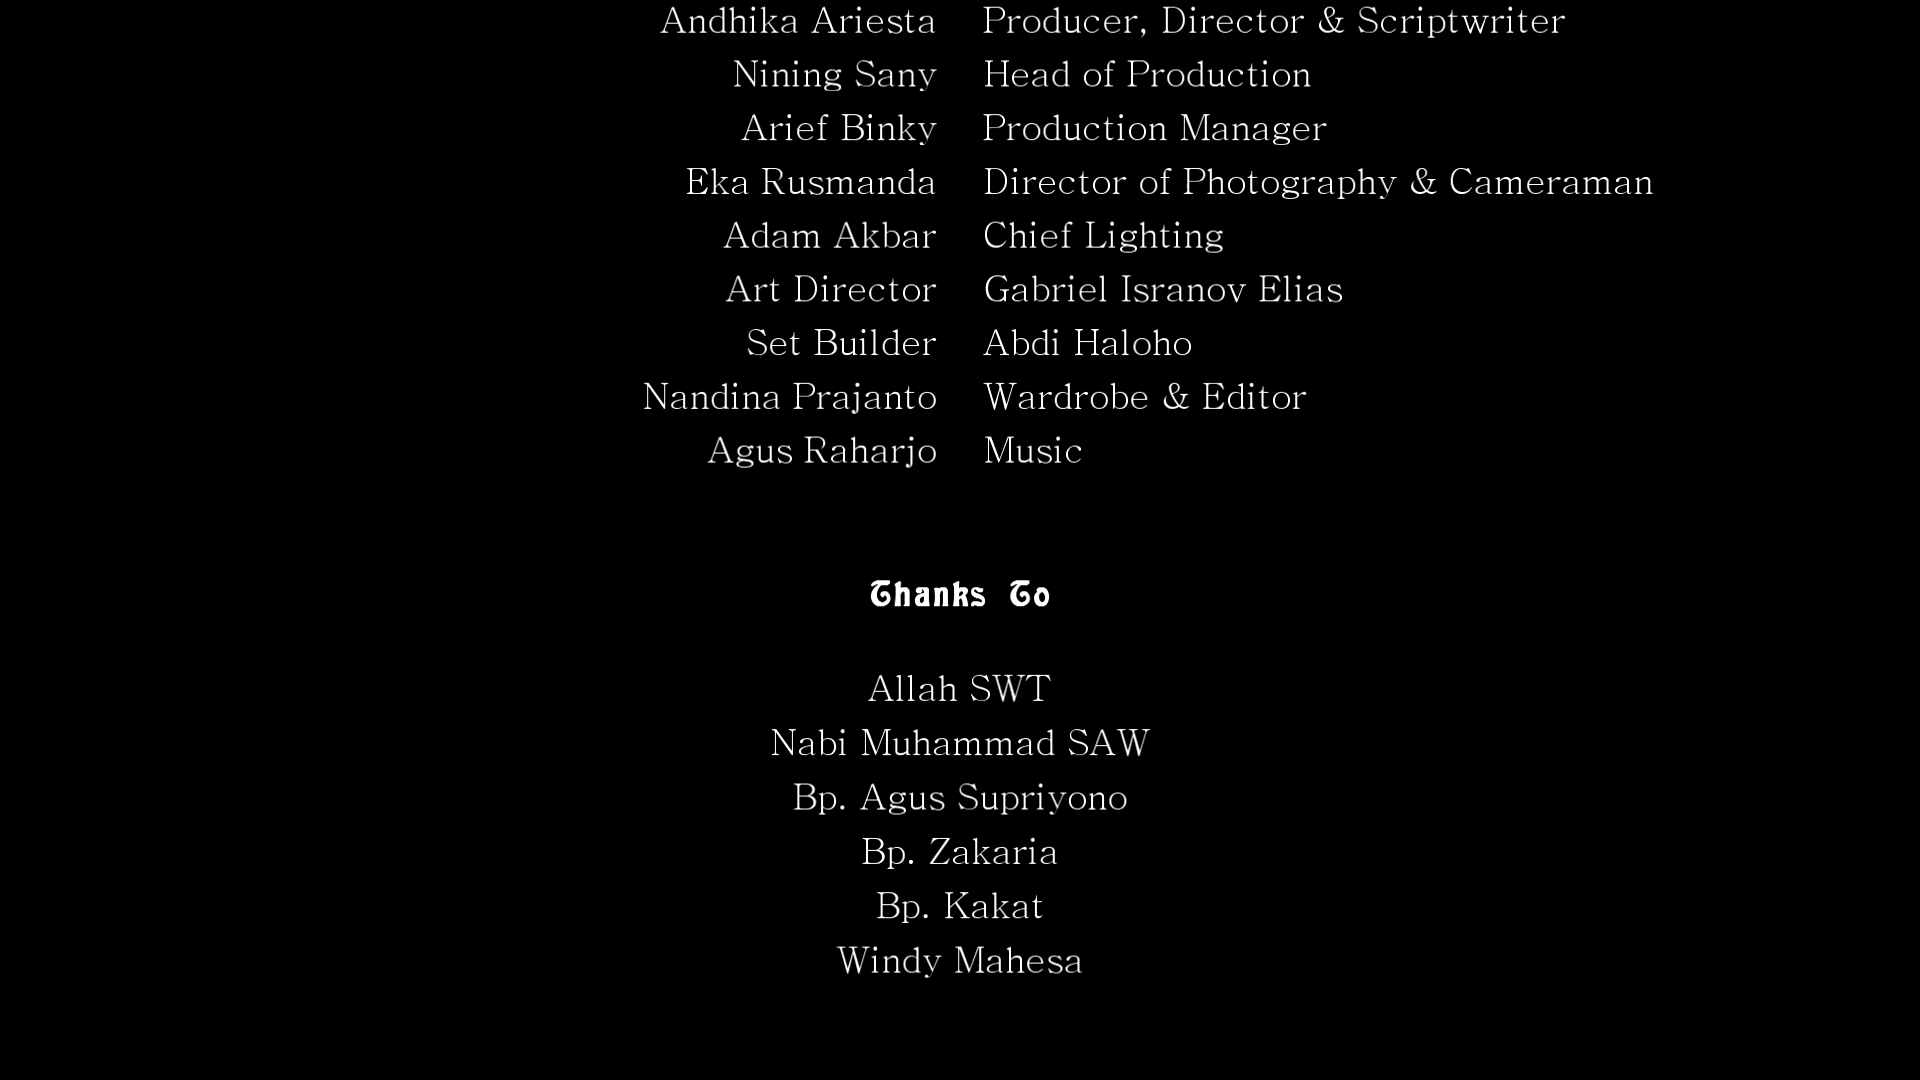 Andhika Ariesta Producer, Director & Scriptwriter
Nining Sany Head of Production
Arief Binky Production Manager
Eka Rusmanda Director of Photography & Cameraman
Adam Akbar Chief Lighting
Art Director Gabriel Isranov Elias
Set Builder Abdi Haloho
Nandina Prajanto Wardrobe & Editor
Agus Raharjo Music
Thanks To
Allah SWT
Nabi Muhammad SAW
Bp. Agus Supriyono
Bp. Zakaria
Bp. Kakat
Windy Mahesa